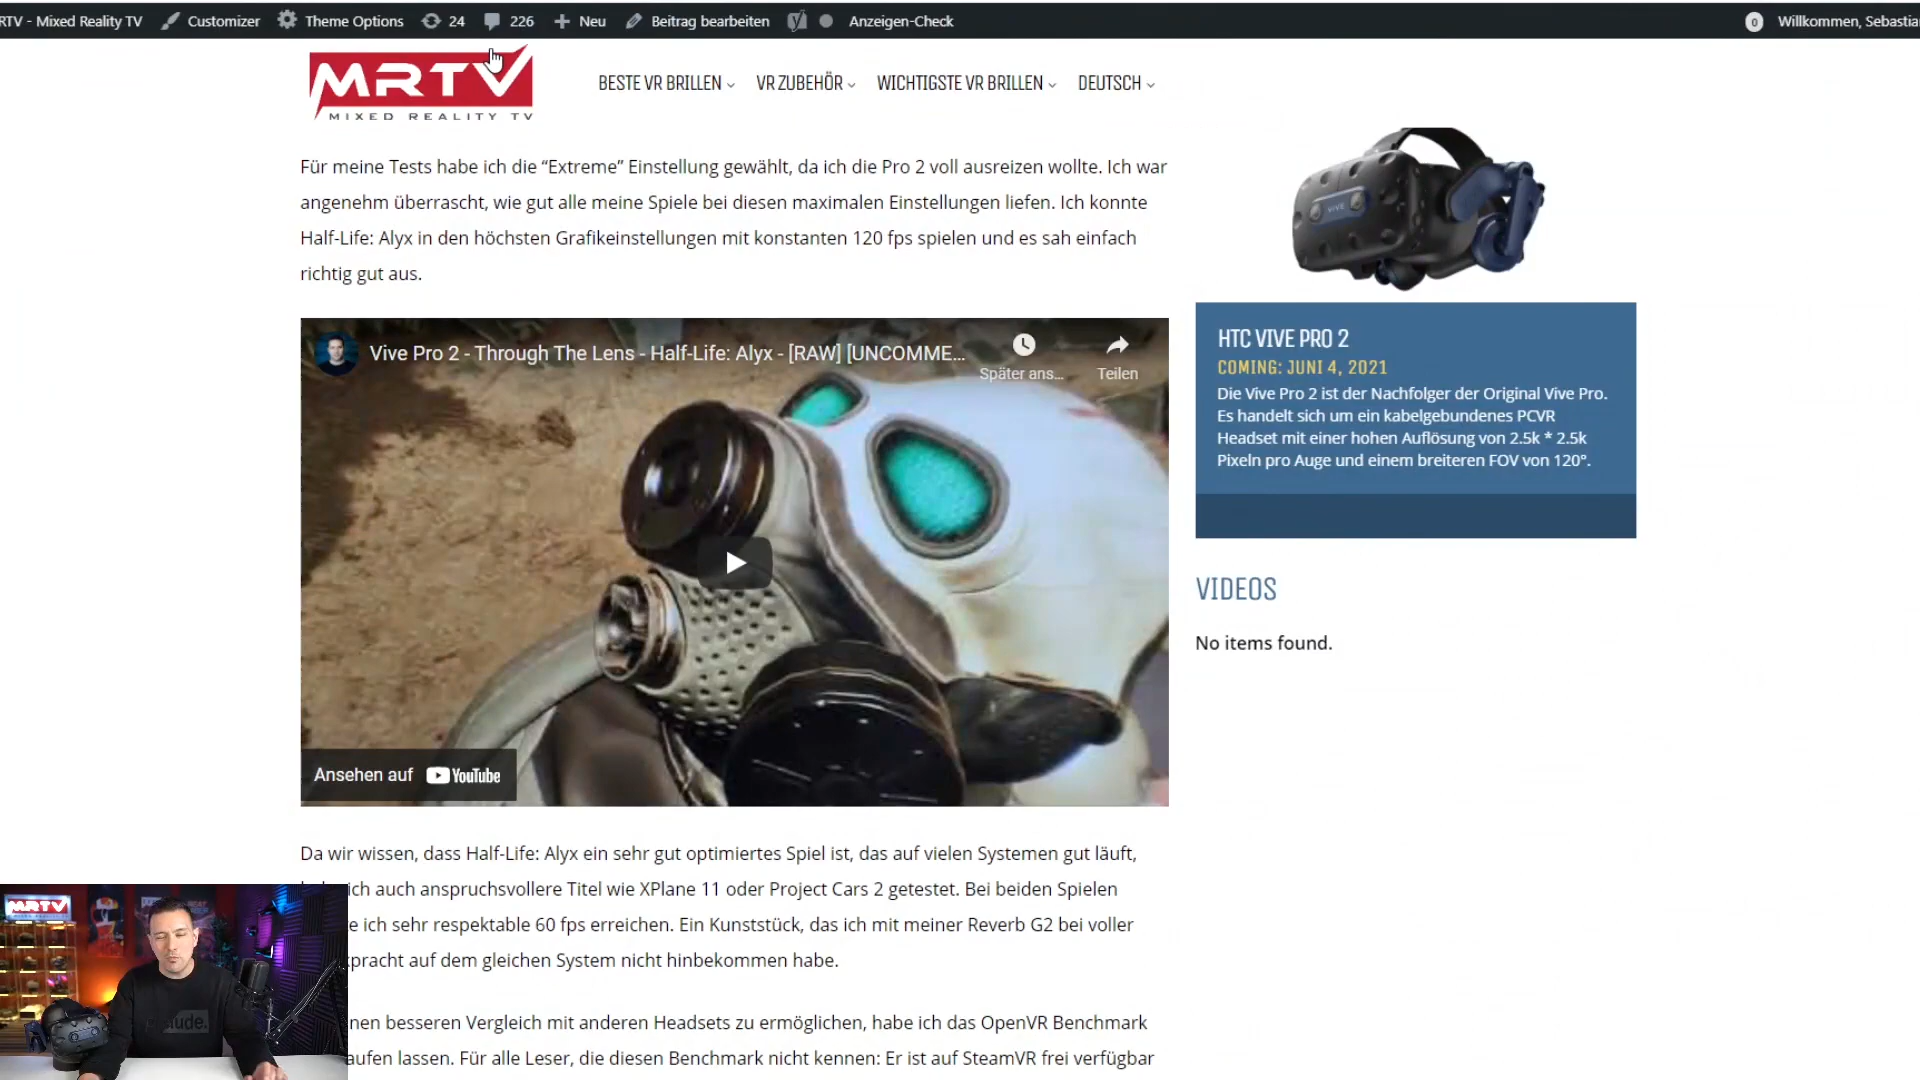 RTV - Mixed Reality TV Customizer Theme Options 24 226 Neu Beitrag bearbeiten Anzeigen-Check 0 Willkommen, Sebastia
MRTV
MIXED REALITY TV
BESTE VR BRILLEN VR ZUBEHÖR WICHTIGSTE VR BRILLEN DEUTSCH
Für meine Tests habe ich die “Extreme” Einstellung gewählt, da ich die Pro 2 voll ausreizen wollte. Ich war
angenehm überrascht, wie gut alle meine Spiele bei diesen maximalen Einstellungen liefen. Ich konnte
Half-Life: Alyx in den höchsten Grafikeinstellungen mit konstanten 120 fps spielen und es sah einfach
richtig gut aus.
Vive Pro 2 - Through The Lens - Half-Life: Alyx - [RAW] [UNCOMME...
Später ans...
Teilen
Ansehen auf YouTube
VIVE
HTC VIVE PRO 2
COMING: JUNI 4, 2021
Die Vive Pro 2 ist der Nachfolger der Original Vive Pro.
Es handelt sich um ein kabelgebundenes PCVR
Headset mit einer hohen Auflösung von 2.5k * 2.5k
Pixeln pro Auge und einem breiteren FOV von 120°.
VIDEOS
No items found.
Da wir wissen, dass Half-Life: Alyx ein sehr gut optimiertes Spiel ist, das auf vielen Systemen gut läuft,
ich auch anspruchsvollere Titel wie XPlane 11 oder Project Cars 2 getestet. Bei beiden Spielen
e ich sehr respektable 60 fps erreichen. Ein Kunststück, das ich mit meiner Reverb G2 bei voller
pracht auf dem gleichen System nicht hinbekommen habe.
nen besseren Vergleich mit anderen Headsets zu ermöglichen, habe ich das OpenVR Benchmark
aufen lassen. Für alle Leser, die diesen Benchmark nicht kennen: Er ist auf SteamVR frei verfügbar
MRTV